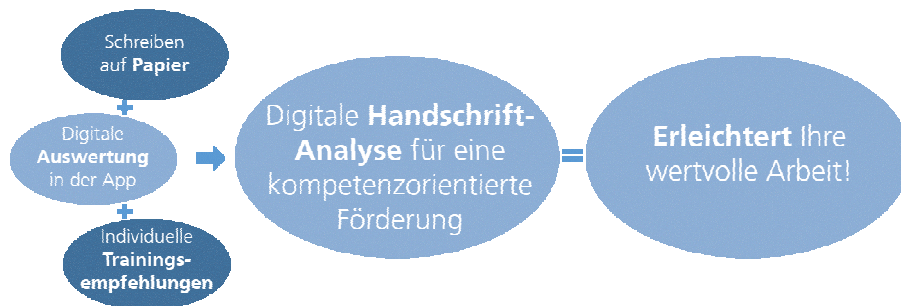 Schreiben
auf Papier
+
Digitale
Auswertung
in der App
+
Individuelle
Trainings-
empfehlungen
Digitale Handschrift-
Analyse für eine
kompetenzorientierte
Förderung
=
Erleichtert Ihre
wertvolle Arbeit!